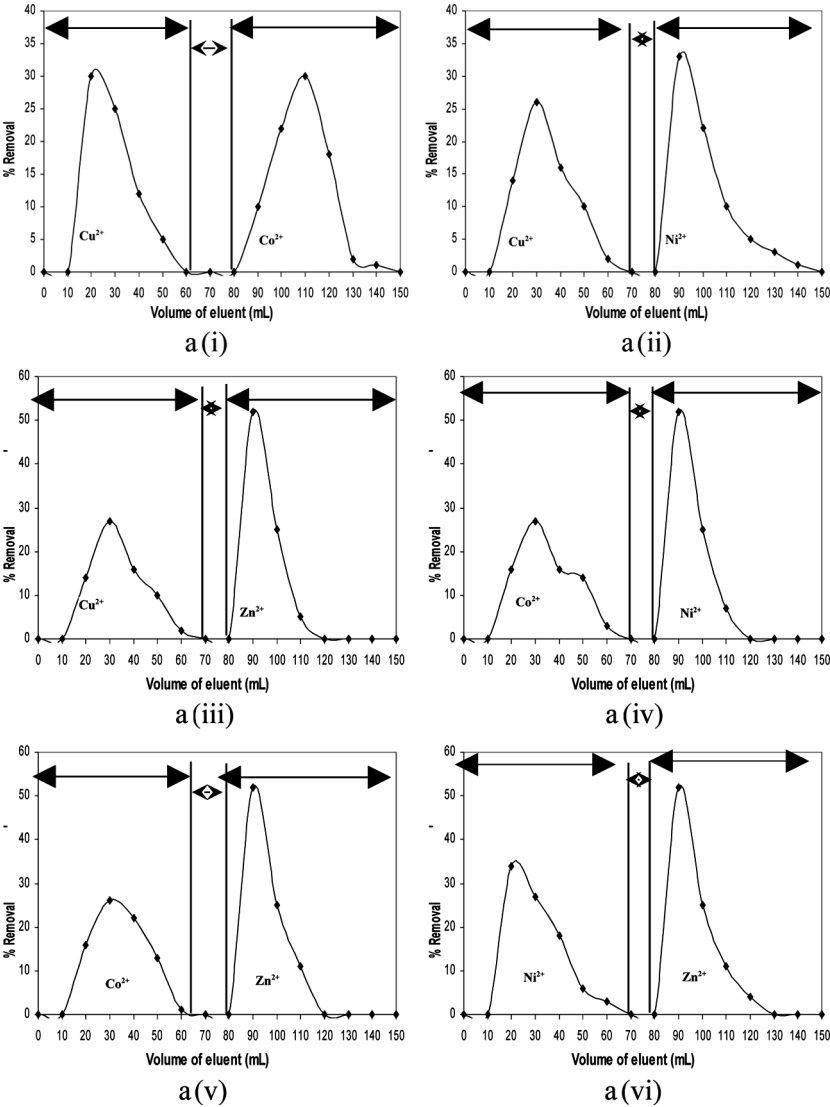 40
35
30
25
20
15
10
5
0
% Removal
Cu²⁺
Co²⁺
0 10 20 30 40 50 60 70 80 90 100 110 120 130 140 150
Volume of eluent (mL)
a (i)
40
35
30
25
20
15
10
5
0
% Removal
Cu²⁺
Ni²⁺
0 10 20 30 40 50 60 70 80 90 100 110 120 130 140 150
Volume of eluent (mL)
a (ii)
60
50
40
30
20
10
0
% Removal
Cu²⁺
Zn²⁺
0 10 20 30 40 50 60 70 80 90 100 110 120 130 140 150
Volume of eluent (mL)
a (iii)
60
50
40
30
20
10
0
% Removal
Co²⁺
Ni²⁺
0 10 20 30 40 50 60 70 80 90 100 110 120 130 140 150
Volume of eluent (mL)
a (iv)
60
50
40
30
20
10
0
% Removal
Co²⁺
Zn²⁺
0 10 20 30 40 50 60 70 80 90 100 110 120 130 140 150
Volume of eluent (mL)
a (v)
60
50
40
30
20
10
0
% Removal
Ni²⁺
Zn²⁺
0 10 20 30 40 50 60 70 80 90 100 110 120 130 140 150
Volume of eluent (mL)
a (vi)